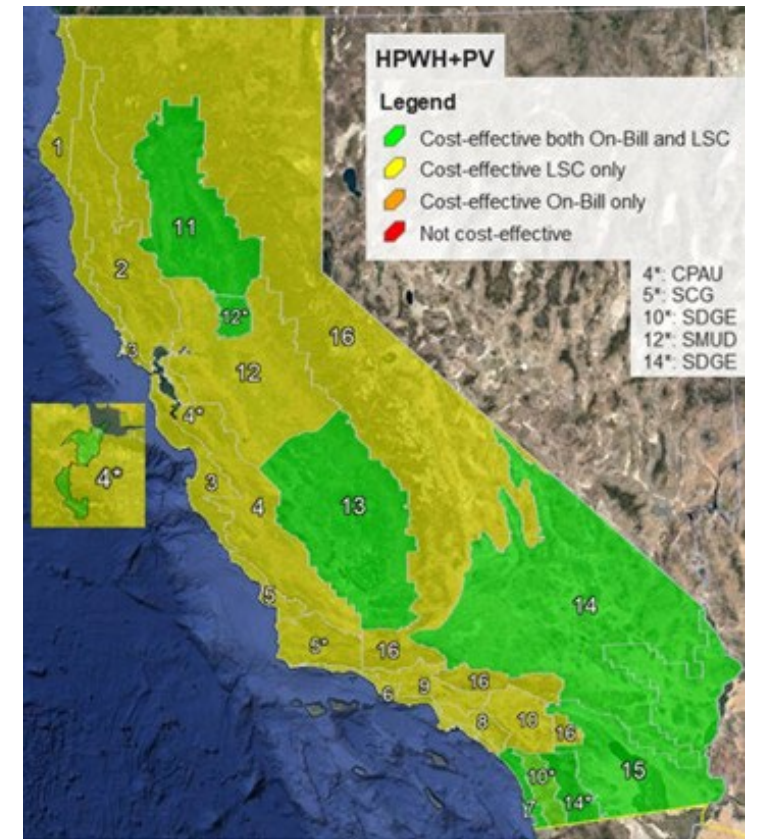 HPWH+PV
Legend
Cost-effective both On-Bill and LSC
Cost-effective LSC only
Cost-effective On-Bill only
Not cost-effective
4*: CPAU
5*: SCG
10*: SDGE
12*: SMUD
14*: SDGE
1
11
2
12*
3
16
12
4*
4*
3
4
13
5
14
5*
16
6
9
16
8
10
16
15
10*
14*
7